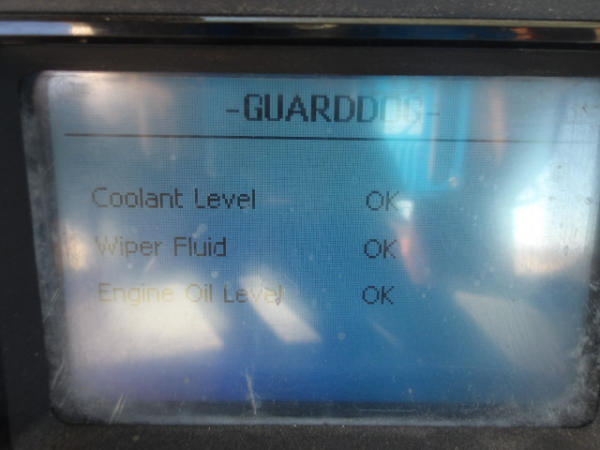 -GUARDDOG-
Coolant Level OK
Wiper Fluid OK
Engine Oil Level OK